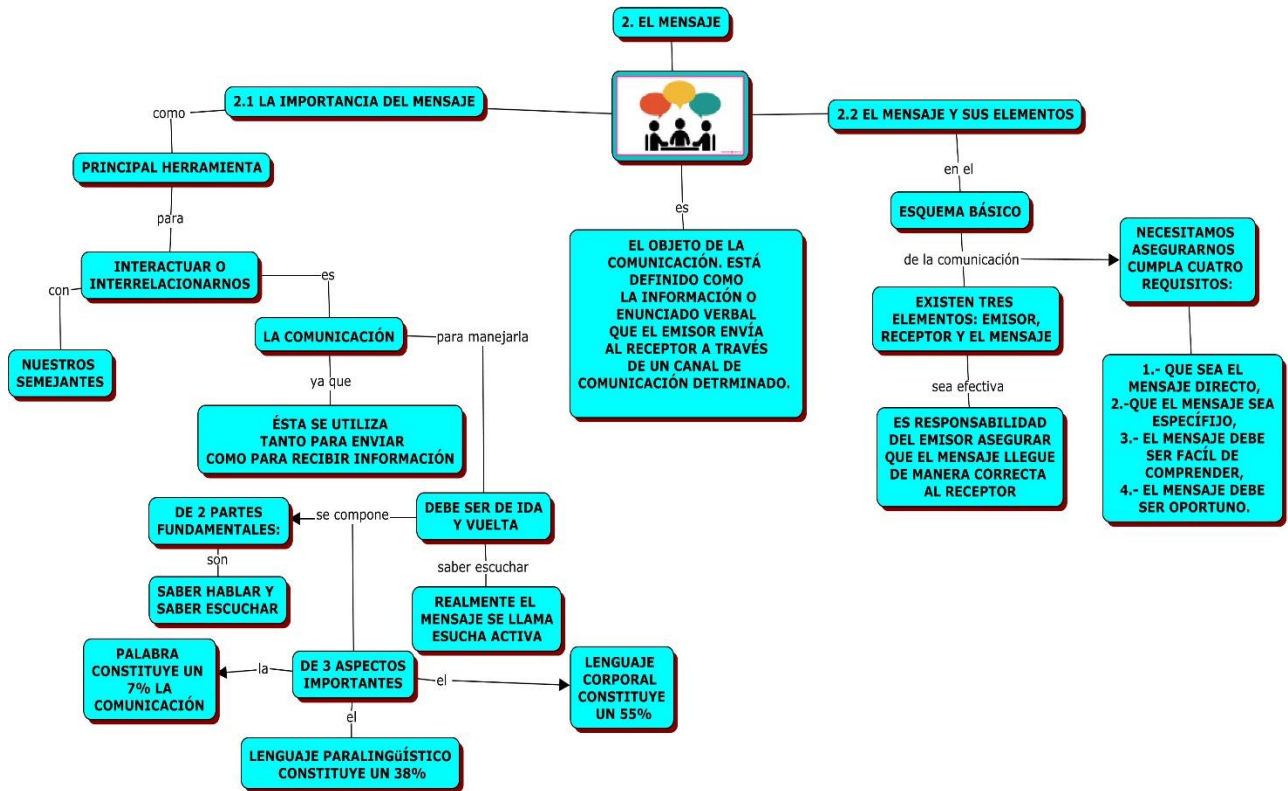 2. EL MENSAJE
2.1 LA IMPORTANCIA DEL MENSAJE
como
PRINCIPAL HERRAMIENTA
para
INTERACTUAR O
INTERRELACIONARNOS
con
NUESTROS
SEMEJANTES
es
LA COMUNICACIÓN
ya que
ÉSTA SE UTILIZA
TANTO PARA ENVIAR
COMO PARA RECIBIR INFORMACIÓN
para manejarla
DEBE SER DE IDA
Y VUELTA
se compone
DE 2 PARTES
FUNDAMENTALES:
son
SABER HABLAR Y
SABER ESCUCHAR
saber escuchar
REALMENTE EL
MENSAJE SE LLAMA
ESUCHA ACTIVA
DE 3 ASPECTOS
IMPORTANTES
la
PALABRA
CONSTITUYE UN
7% LA
COMUNICACIÓN
el
LENGUAJE PARALINGüÍSTICO
CONSTITUYE UN 38%
el
LENGUAJE
CORPORAL
CONSTITUYE
UN 55%
es
EL OBJETO DE LA
COMUNICACIÓN. ESTÁ
DEFINIDO COMO
LA INFORMACIÓN O
ENUNCIADO VERBAL
QUE EL EMISOR ENVÍA
AL RECEPTOR A TRAVÉS
DE UN CANAL DE
COMUNICACIÓN DETRMINADO.
2.2 EL MENSAJE Y SUS ELEMENTOS
en el
ESQUEMA BÁSICO
de la comunicación
EXISTEN TRES
ELEMENTOS: EMISOR,
RECEPTOR Y EL MENSAJE
sea efectiva
ES RESPONSABILIDAD
DEL EMISOR ASEGURAR
QUE EL MENSAJE LLEGUE
DE MANERA CORRECTA
AL RECEPTOR
NECESITAMOS
ASEGURARNOS
CUMPLA CUATRO
REQUISITOS:
1.- QUE SEA EL
MENSAJE DIRECTO,
2.-QUE EL MENSAJE SEA
ESPECÍFIJO,
3.- EL MENSAJE DEBE
SER FACÍL DE
COMPRENDER,
4.- EL MENSAJE DEBE
SER OPORTUNO.